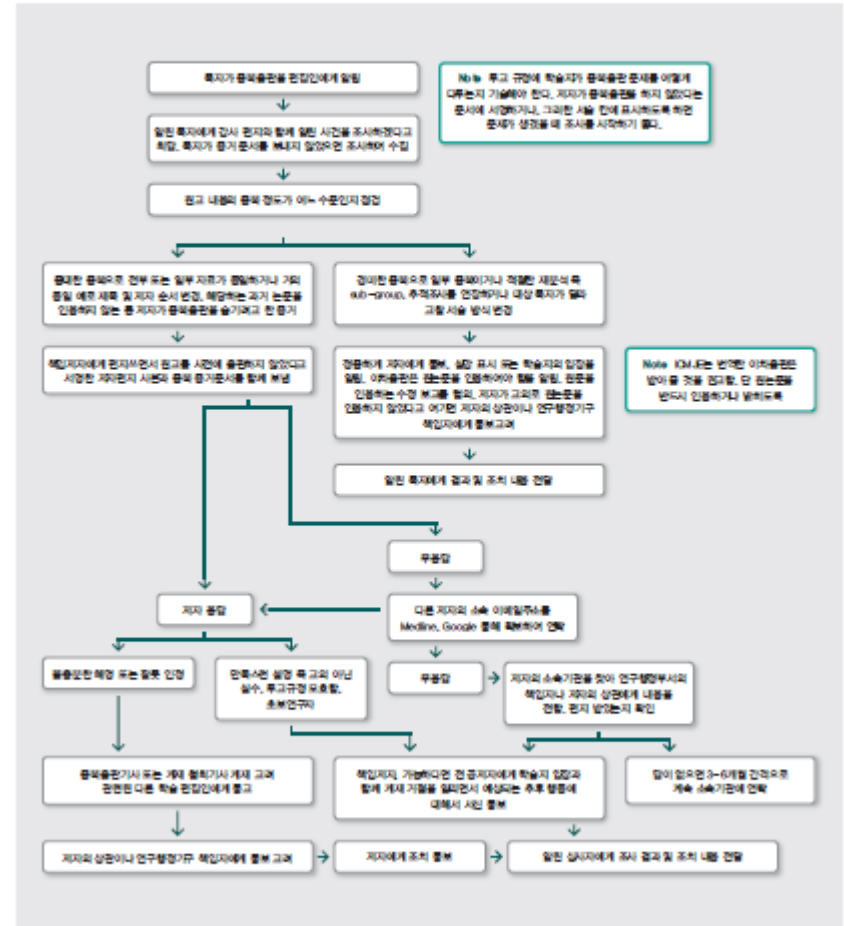 독자가 중복출판을 편집인에게 알림
Note 투고 규정에 학술지가 중복출판 문제를 어떻게
다루는지 기술해야 한다. 저자가 중복출판을 하지 않았다는
문서에 서명하거나, 그러한 서술 칸에 표시하도록 하면
문제가 생겼을 때 조사를 시작하기 좋다.
알린 독자에게 감사 편지와 함께 알린 사건을 조사하겠다고
회답. 독자가 증거 문서를 보내지 않았으면 조사하여 수집
원고 내용의 중복 정도가 어느 수준인지 점검
중대한 중복으로 전부 또는 일부 자료가 동일하거나 거의
동일 예로 제목 및 저자 순서 변경, 해당하는 과거 논문을
인용하지 않는 등 저자가 중복출판을 숨기려고 한 증거
경미한 중복으로 일부 중복이거나 적절한 재분석 즉
sub-group, 추적조사를 연장하거나 대상 독자가 달라
고찰 서술 방식 변경
책임저자에게 편지쓰면서 원고를 사전에 출판하지 않았다고
서명한 저자편지 사본과 중복 증거문서를 함께 보냄
정중하게 저자에게 통보, 실망 표시 또는 학술지의 입장을
알림. 이차출판은 원논문을 인용하여야 함을 알림. 원문을
인용하는 수정 보고를 협의. 저자가 고의로 원논문을
인용하지 않았다고 여기면 저자의 상관이나 연구행정기구
책임자에게 통보고려
Note ICMJE는 번역한 이차출판은
받아 줄 것을 권고함. 단 원논문을
반드시 인용하거나 밝히도록
알린 독자에게 결과 및 조치 내용 전달
무응답
저자 응답
다른 저자의 소속 이메일주소를
Medline, Google 통해 확보하여 연락
불충분한 해명 또는 잘못 인정
만족스런 설명 즉 고의 아닌
실수, 투고규정 모호함,
초보연구자
무응답
저자의 소속기관을 찾아 연구행정부서의
책임자나 저자의 상관에게 내용을
전함. 편지 받았는지 확인
중복출판기사 또는 게재 철회기사 게재 고려
관련된 다른 학술 편집인에게 통고
책임저자, 가능하다면 전 공저자에게 학술지 입장과
함께 게재 거절을 알리면서 예상되는 추후 행동에
대해서 서신 통보
답이 없으면 3-6개월 간격으로
계속 소속기관에 연락
저자의 상관이나 연구행정기구 책임자에게 통보 고려
저자에게 조치 통보
알린 심사자에게 조사 결과 및 조치 내용 전달